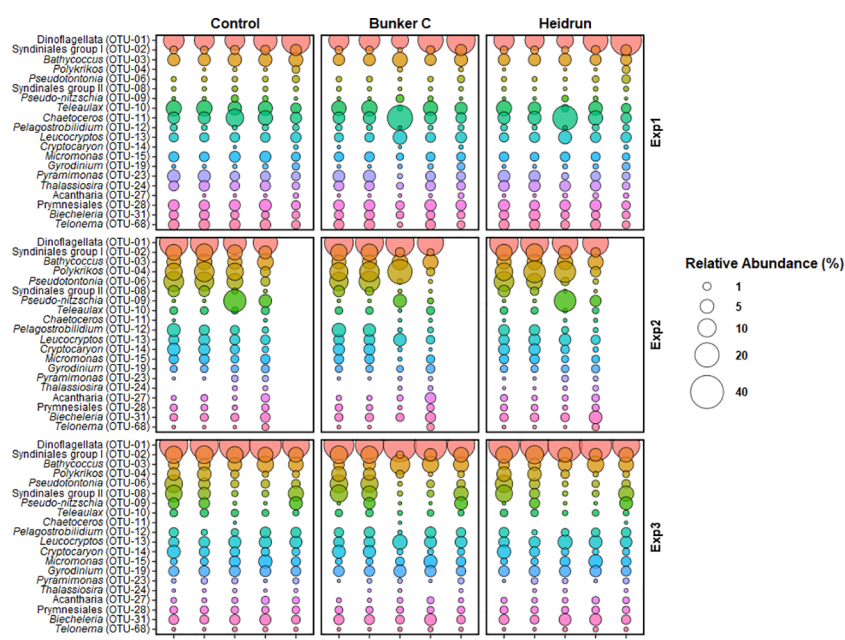 Control Bunker C Heidrun
Dinoflagellata (OTU-01)
Syndiniales group I (OTU-02)
Bathycoccus (OTU-03)
Polykrikos (OTU-04)
Pseudotontonia (OTU-06)
Syndiniales group II (OTU-08)
Pseudo-nitzschia (OTU-09)
Teleaulax (OTU-10)
Chaetoceros (OTU-11)
Pelagostrobilidium (OTU-12)
Leucocryptos (OTU-13)
Cryptocaryon (OTU-14)
Micromonas (OTU-15)
Gyrodinium (OTU-19)
Pyramimonas (OTU-23)
Thalassiosira (OTU-24)
Acantharia (OTU-27)
Prymnesiales (OTU-28)
Biecheleria (OTU-31)
Telonema (OTU-68)
Exp1
Dinoflagellata (OTU-01)
Syndiniales group I (OTU-02)
Bathycoccus (OTU-03)
Polykrikos (OTU-04)
Pseudotontonia (OTU-06)
Syndiniales group II (OTU-08)
Pseudo-nitzschia (OTU-09)
Teleaulax (OTU-10)
Chaetoceros (OTU-11)
Pelagostrobilidium (OTU-12)
Leucocryptos (OTU-13)
Cryptocaryon (OTU-14)
Micromonas (OTU-15)
Gyrodinium (OTU-19)
Pyramimonas (OTU-23)
Thalassiosira (OTU-24)
Acantharia (OTU-27)
Prymnesiales (OTU-28)
Biecheleria (OTU-31)
Telonema (OTU-68)
Exp2
Dinoflagellata (OTU-01)
Syndiniales group I (OTU-02)
Bathycoccus (OTU-03)
Polykrikos (OTU-04)
Pseudotontonia (OTU-06)
Syndinales group II (OTU-08)
Pseudo-nitzschia (OTU-09)
Teleaulax (OTU-10)
Chaetoceros (OTU-11)
Pelagostrobilidium (OTU-12)
Leucocryptos (OTU-13)
Cryptocaryon (OTU-14)
Micromonas (OTU-15)
Gyrodinium (OTU-19)
Pyramimonas (OTU-23)
Thalassiosira (OTU-24)
Acantharia (OTU-27)
Prymnesiales (OTU-28)
Biecheleria (OTU-31)
Telonema (OTU-68)
Exp3
Relative Abundance (%)
1
5
10
20
40